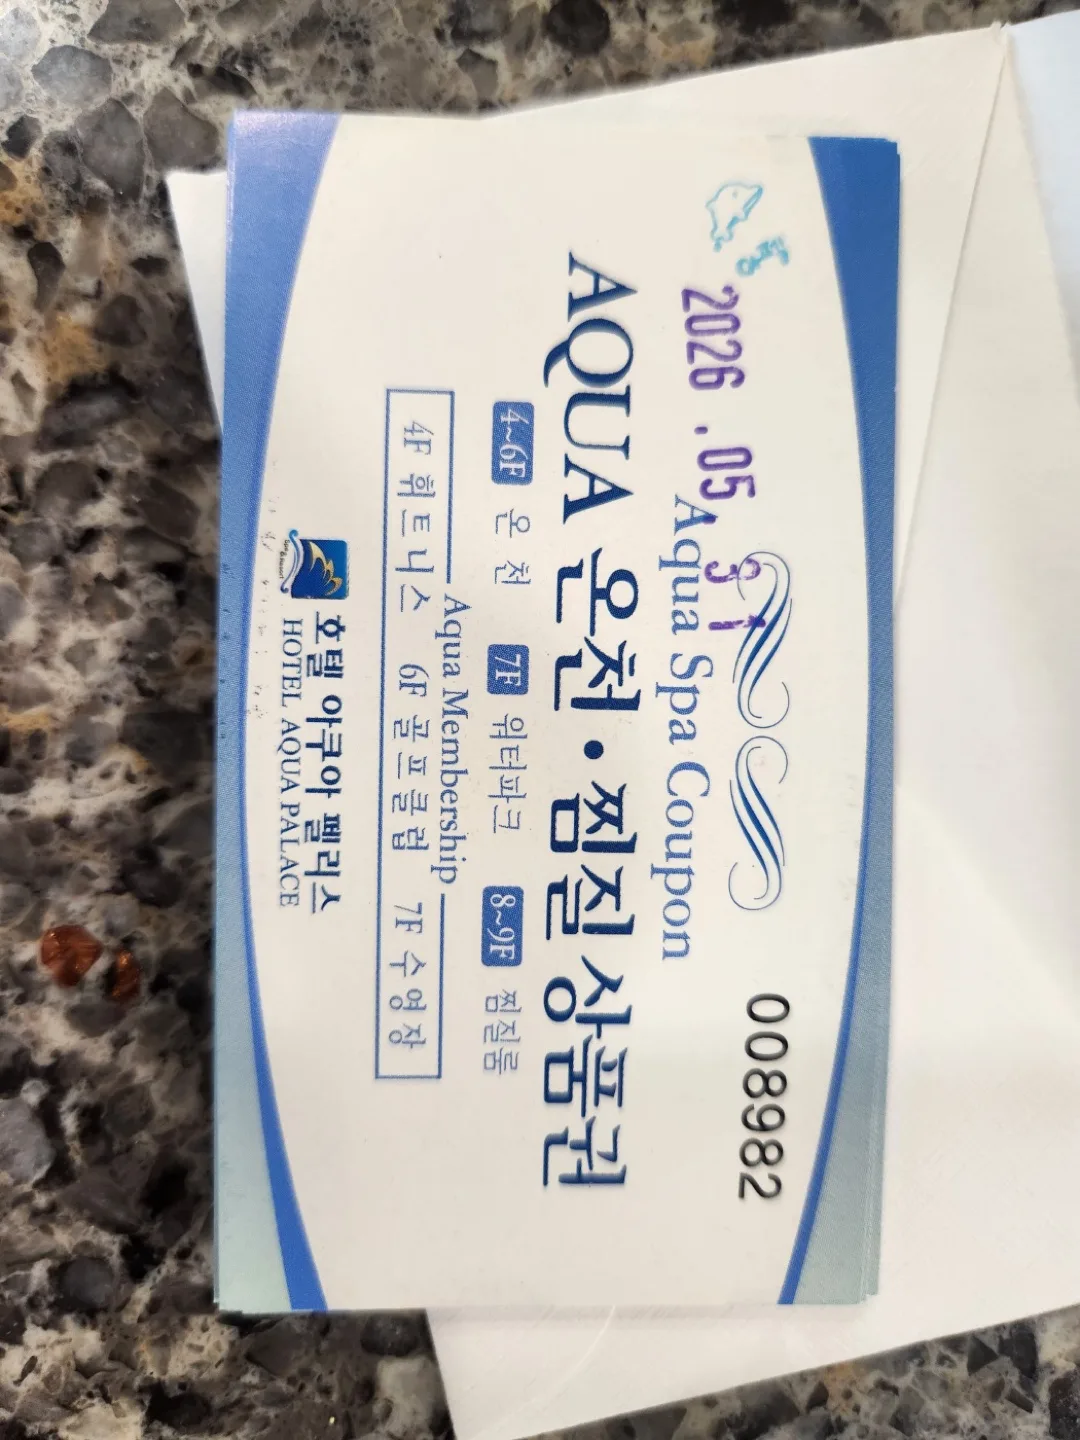 008982
2026.05.31
Aqua Spa Coupon
AQUA 온천·찜질상품권
4~6F 온천 7F 워터파크 8~9F 찜질룸
Aqua Membership
4F 휘트니스 6F 골프클럽 7F 수영장
호텔 아쿠아 펠리스
HOTEL AQUA PALACE